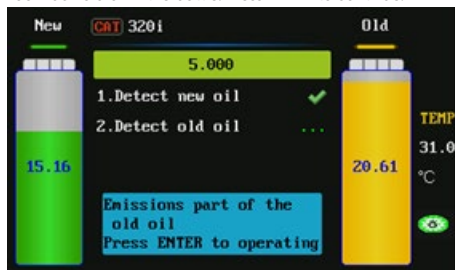 New
CAT 320i
Old
5.000
1.Detect new oil
2.Detect old oil ...
TEMP
31.0
°C
15.16
20.61
Emissions part of the
old oil
Press ENTER to operating